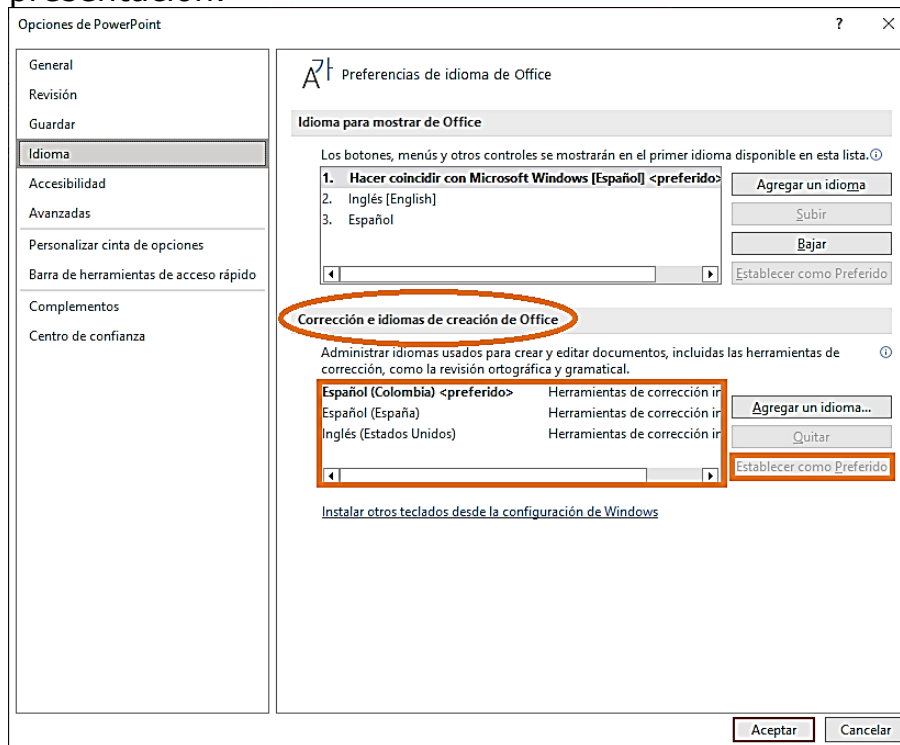 presentación.
Opciones de PowerPoint
General
Revisión
Guardar
Idioma
Accesibilidad
Avanzadas
Personalizar cinta de opciones
Barra de herramientas de acceso rápido
Complementos
Centro de confianza
Preferencias de idioma de Office
Idioma para mostrar de Office
Los botones, menús y otros controles se mostrarán en el primer idioma disponible en esta lista.
1. Hacer coincidir con Microsoft Windows [Español] <preferido>
2. Inglés [English]
3. Español
Agregar un idioma
Subir
Bajar
Establecer como Preferido
Corrección e idiomas de creación de Office
Administrar idiomas usados para crear y editar documentos, incluidas las herramientas de
corrección, como la revisión ortográfica y gramatical.
Español (Colombia) <preferido> Herramientas de corrección in
Español (España) Herramientas de corrección in
Inglés (Estados Unidos) Herramientas de corrección in
Agregar un idioma...
Quitar
Establecer como Preferido
Instalar otros teclados desde la configuración de Windows
Aceptar
Cancelar